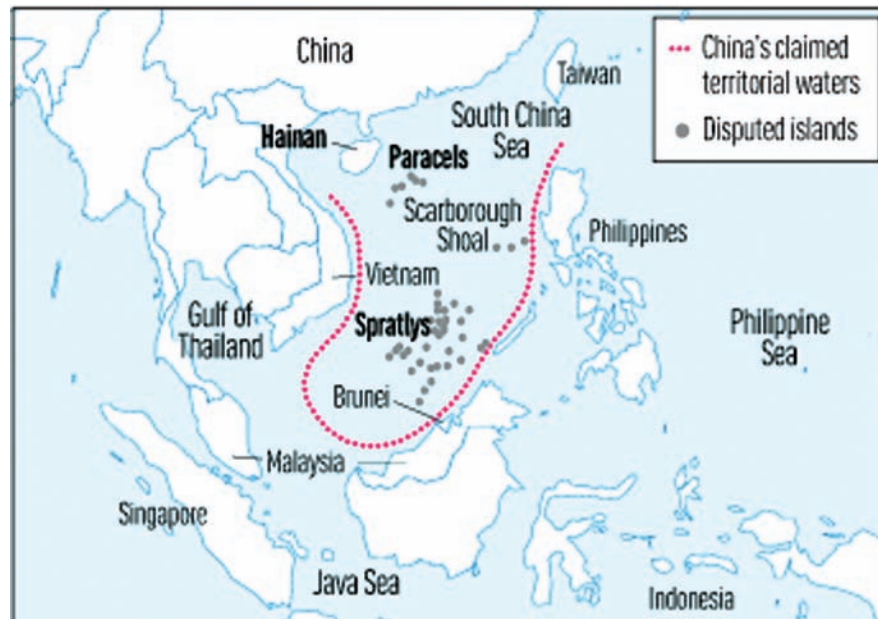 China
Taiwan
China's claimed
territorial waters
Disputed islands
South China
Sea
Hainan
Paracels
Scarborough
Shoal
Philippines
Vietnam
Gulf of
Thailand
Spratlys
Philippine
Sea
Brunei
Malaysia
Singapore
Java Sea
Indonesia